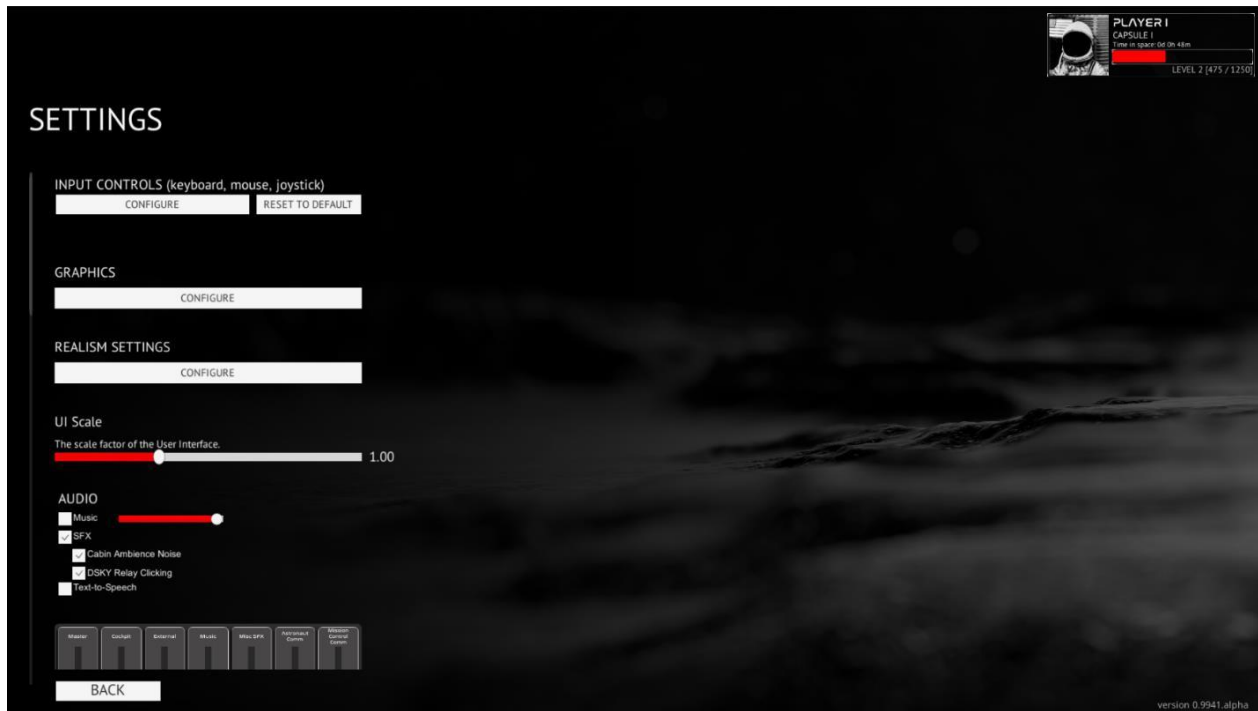 PLAYER I
CAPSULE I
Time in space: 0d 0h 48m
LEVEL 2 [475 / 1250]
SETTINGS
INPUT CONTROLS (keyboard, mouse, joystick)
CONFIGURE
RESET TO DEFAULT
GRAPHICS
CONFIGURE
REALISM SETTINGS
CONFIGURE
UI Scale
The scale factor of the User Interface.
1.00
AUDIO
Music
SFX
Cabin Ambience Noise
DSKY Relay Clicking
Text-to-Speech
Master
Cockpit
External
Music
Misc SFX
Astronaut
Comm
Mission
Control
Comm
BACK
version 0.9941.alpha